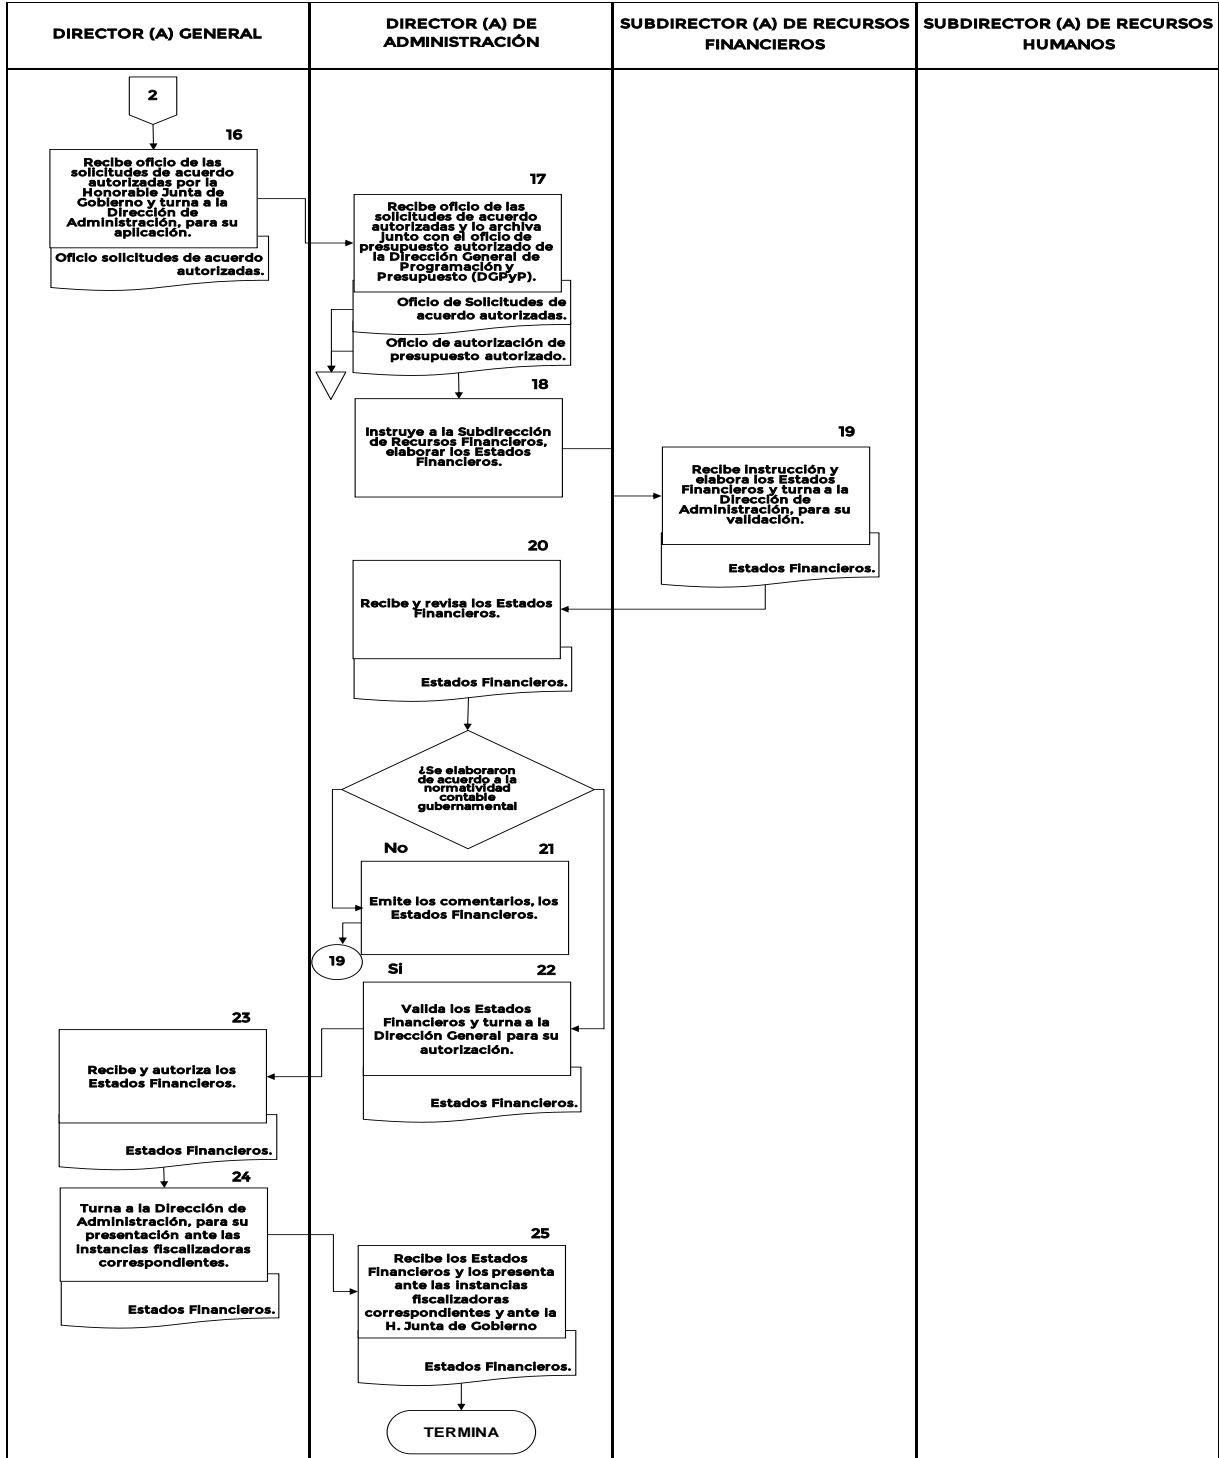 DIRECTOR (A) GENERAL
DIRECTOR (A) DE
ADMINISTRACIÓN
SUBDIRECTOR (A) DE RECURSOS
FINANCIEROS
SUBDIRECTOR (A) DE RECURSOS
HUMANOS
2
16
Recibe oficio de las
solicitudes de acuerdo
autorizadas por la
Honorable Junta de
Gobierno y turna a la
Dirección de
Administración, para su
aplicación.
Oficio solicitudes de acuerdo
autorizadas.
17
Recibe oficio de las
solicitudes de acuerdo
autorizadas y lo archiva
junto con el oficio de
presupuesto autorizado de
la Dirección General de
Programación y
Presupuesto (DGPyP).
Oficio de Solicitudes de
acuerdo autorizadas.
Oficio de autorización de
presupuesto autorizado.
18
Instruye a la Subdirección
de Recursos Financieros,
elaborar los Estados
Financieros.
19
Recibe instrucción y
elabora los Estados
Financieros y turna a la
Dirección de
Administración, para su
validación.
Estados Financieros.
20
Recibe y revisa los Estados
Financieros.
Estados Financieros.
¿Se elaboraron
de acuerdo a la
normatividad
contable
gubernamental
No
21
Emite los comentarios, los
Estados Financieros.
19
Si
22
Valida los Estados
Financieros y turna a la
Dirección General para su
autorización.
Estados Financieros.
23
Recibe y autoriza los
Estados Financieros.
Estados Financieros.
24
Turna a la Dirección de
Administración, para su
presentación ante las
instancias fiscalizadoras
correspondientes.
Estados Financieros.
25
Recibe los Estados
Financieros y los presenta
ante las instancias
fiscalizadoras
correspondientes y ante la
H. Junta de Gobierno
Estados Financieros.
TERMINA